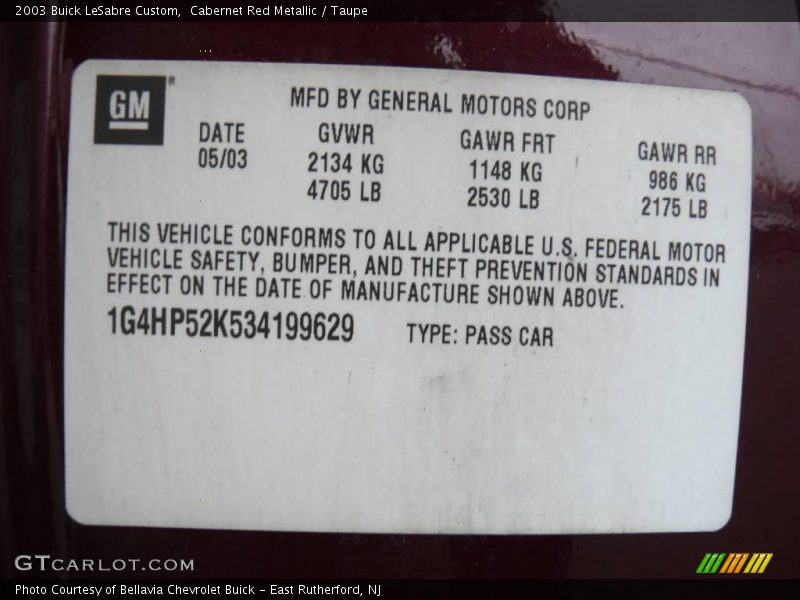 2003 Buick LeSabre Custom,  Cabernet Red Metallic / Taupe
GM®
MFD BY GENERAL MOTORS CORP
DATE GVWR GAWR FRT GAWR RR
05/03 2134 KG 1148 KG 986 KG
4705 LB 2530 LB 2175 LB
THIS VEHICLE CONFORMS TO ALL APPLICABLE U.S. FEDERAL MOTOR
VEHICLE SAFETY, BUMPER, AND THEFT PREVENTION STANDARDS IN
EFFECT ON THE DATE OF MANUFACTURE SHOWN ABOVE.
1G4HP52K534199629 TYPE: PASS CAR
GTCARLOT.COM
Photo Courtesy of Bellavia Chevrolet Buick - East Rutherford, NJ